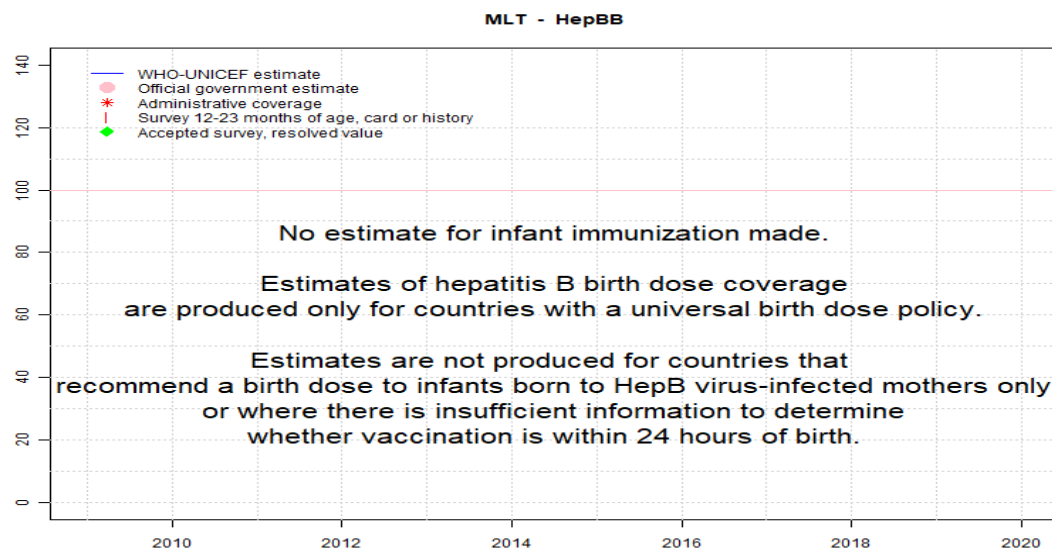 MLT - HepBB
WHO-UNICEF estimate
Official government estimate
Administrative coverage
Survey 12-23 months of age, card or history
Accepted survey, resolved value
140
120
100
80
60
40
20
0
No estimate for infant immunization made.
Estimates of hepatitis B birth dose coverage
are produced only for countries with a universal birth dose policy.
Estimates are not produced for countries that
recommend a birth dose to infants born to HepB virus-infected mothers only
or where there is insufficient information to determine
whether vaccination is within 24 hours of birth.
2010 2012 2014 2016 2018 2020